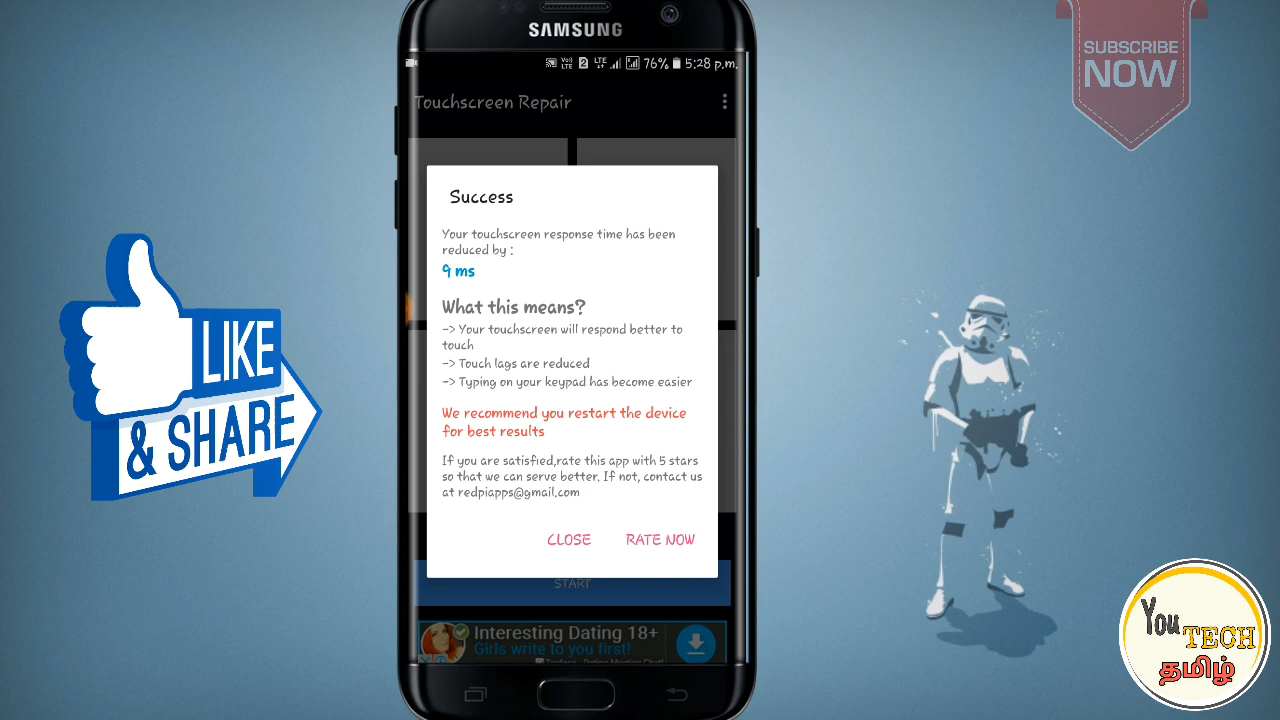 SUBSCRIBE
NOW
SAMSUNG
LTE
2
LTE
76%
5:28 p.m.
Touchscreen Repair
Success
Your touchscreen response time has been
reduced by :
9 ms
What this means?
-> Your touchscreen will respond better to
touch
-> Touch lags are reduced
-> Typing on your keypad has become easier
We recommend you restart the device
for best results
If you are satisfied,rate this app with 5 stars
so that we can serve better. If not, contact us
at redpiapps@gmail.com
CLOSE
RATE NOW
START
Interesting Dating 18+
Girls write to you first!
LIKE
& SHARE
You
TECH
தமிழ்